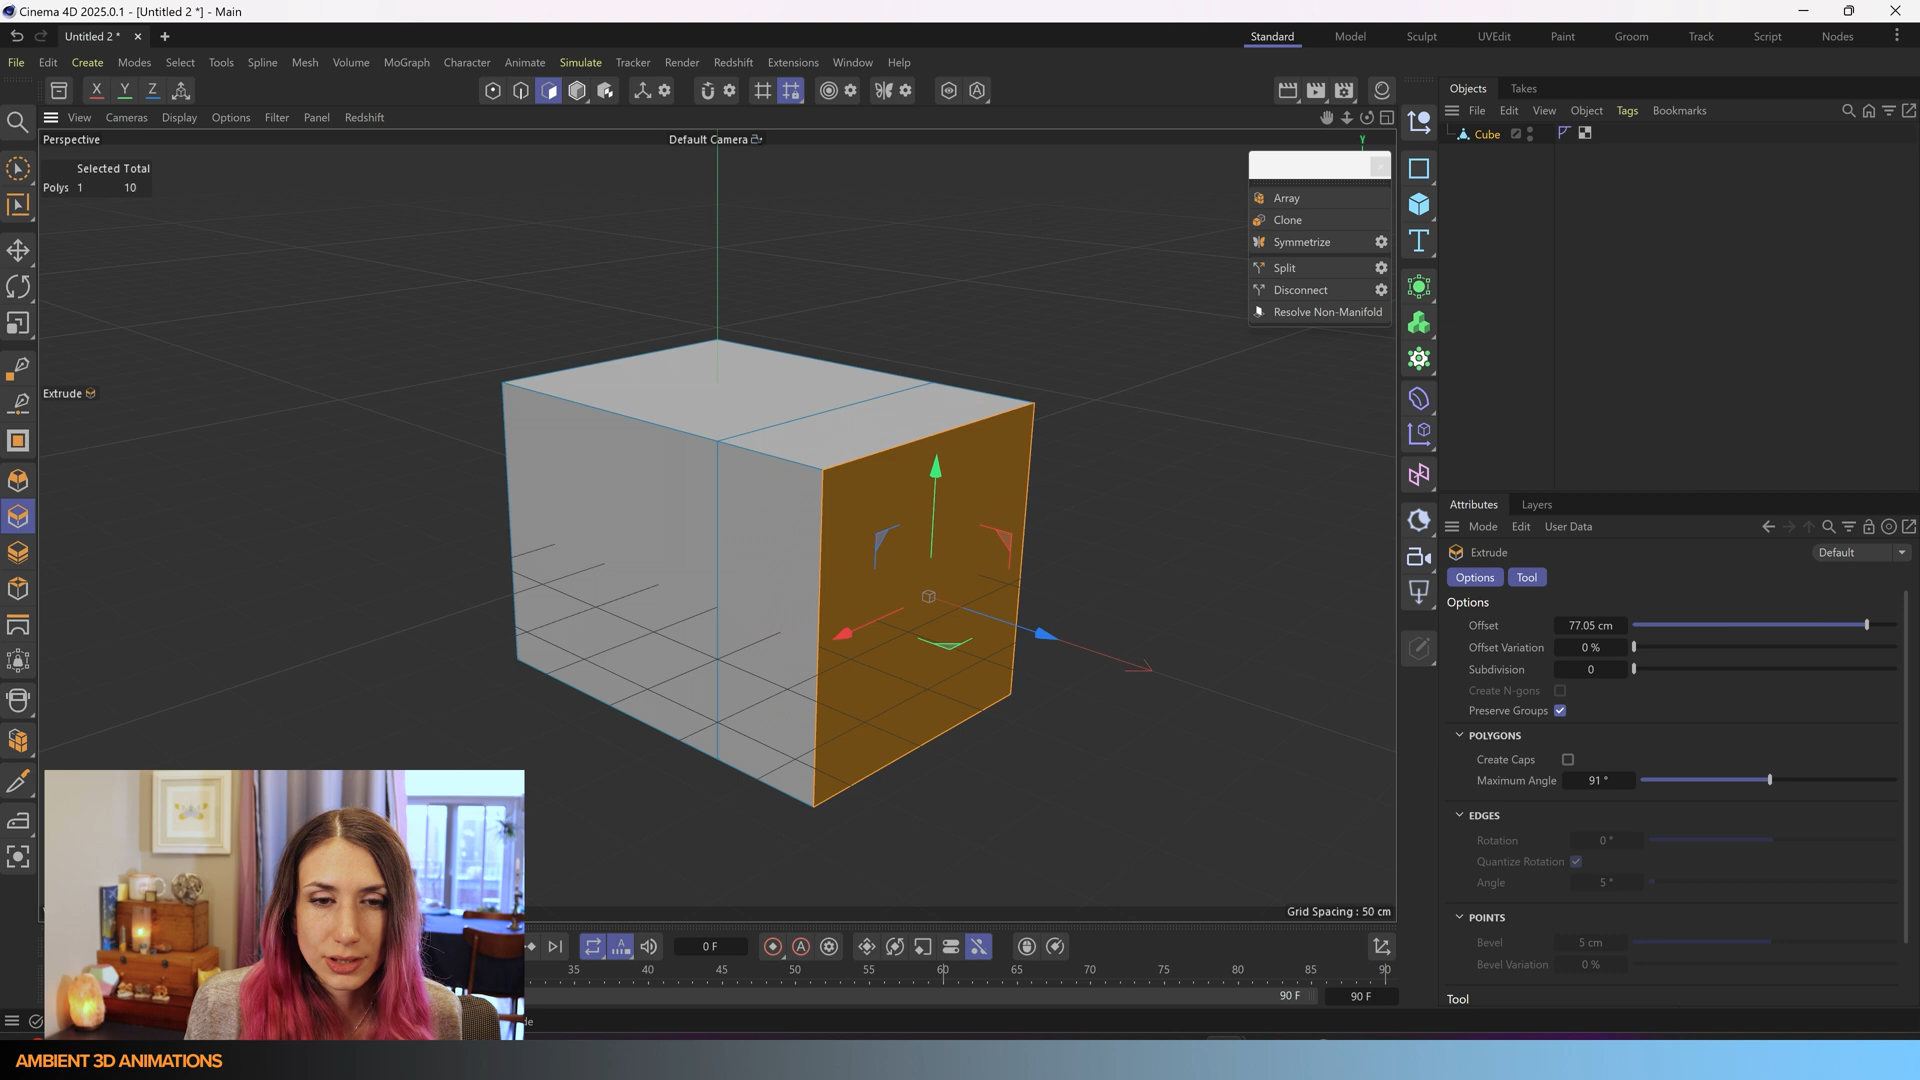 Cinema 4D 2025.0.1 - [Untitled 2 *] - Main
Untitled 2 *
Standard Model Sculpt UVEdit Paint Groom Track Script Nodes
File Edit Create Modes Select Tools Spline Mesh Volume MoGraph Character Animate Simulate Tracker Render Redshift Extensions Window Help
X Y Z
Objects Takes
View Cameras Display Options Filter Panel Redshift
File Edit View Object Tags Bookmarks
Perspective
Default Camera
Y
Cube
Selected Total
Polys 1 10
Array
Clone
Symmetrize
Split
Disconnect
Resolve Non-Manifold
Extrude
Attributes Layers
Mode Edit User Data
Extrude
Default
Options Tool
Options
Offset 77.05 cm
Offset Variation 0 %
Subdivision 0
Create N-gons
Preserve Groups
POLYGONS
Create Caps
Maximum Angle 91 °
EDGES
Rotation 0 °
Quantize Rotation
Angle 5 °
POINTS
Bevel 5 cm
Bevel Variation 0 %
Tool
Grid Spacing : 50 cm
0 F
35 40 45 50 55 60 65 70 75 80 85 90
90 F 90 F
AMBIENT 3D ANIMATIONS